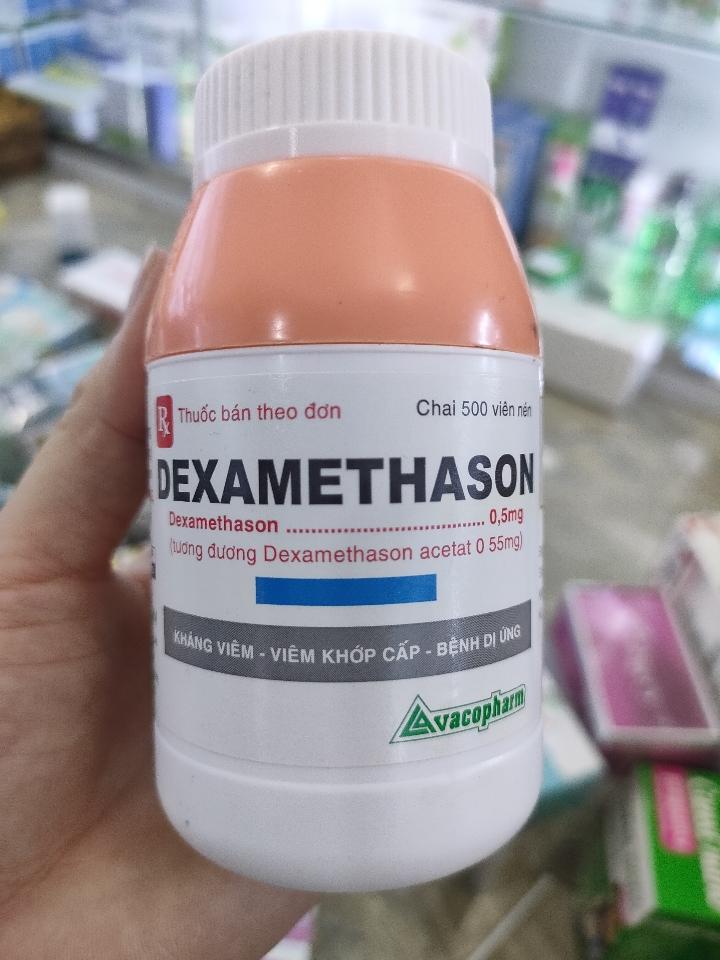 Rx Thuốc bán theo đơn
Chai 500 viên nén
DEXAMETHASON
Dexamethason .................................. 0,5mg
(tương đương Dexamethason acetat 0 55mg)
KHÁNG VIÊM - VIÊM KHỚP CẤP - BỆNH DỊ ỨNG
vacopharm